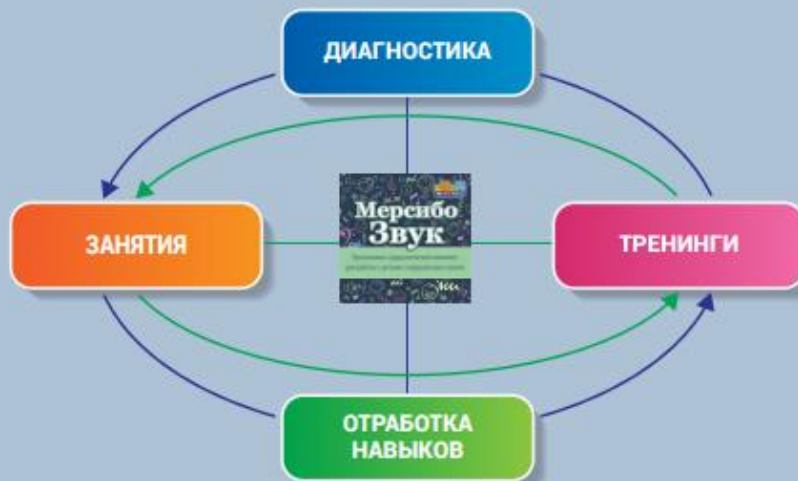 ДИАГНОСТИКА
Мерсибо
Звук
ЗАНЯТИЯ
ТРЕНИНГИ
ОТРАБОТКА
НАВЫКОВ